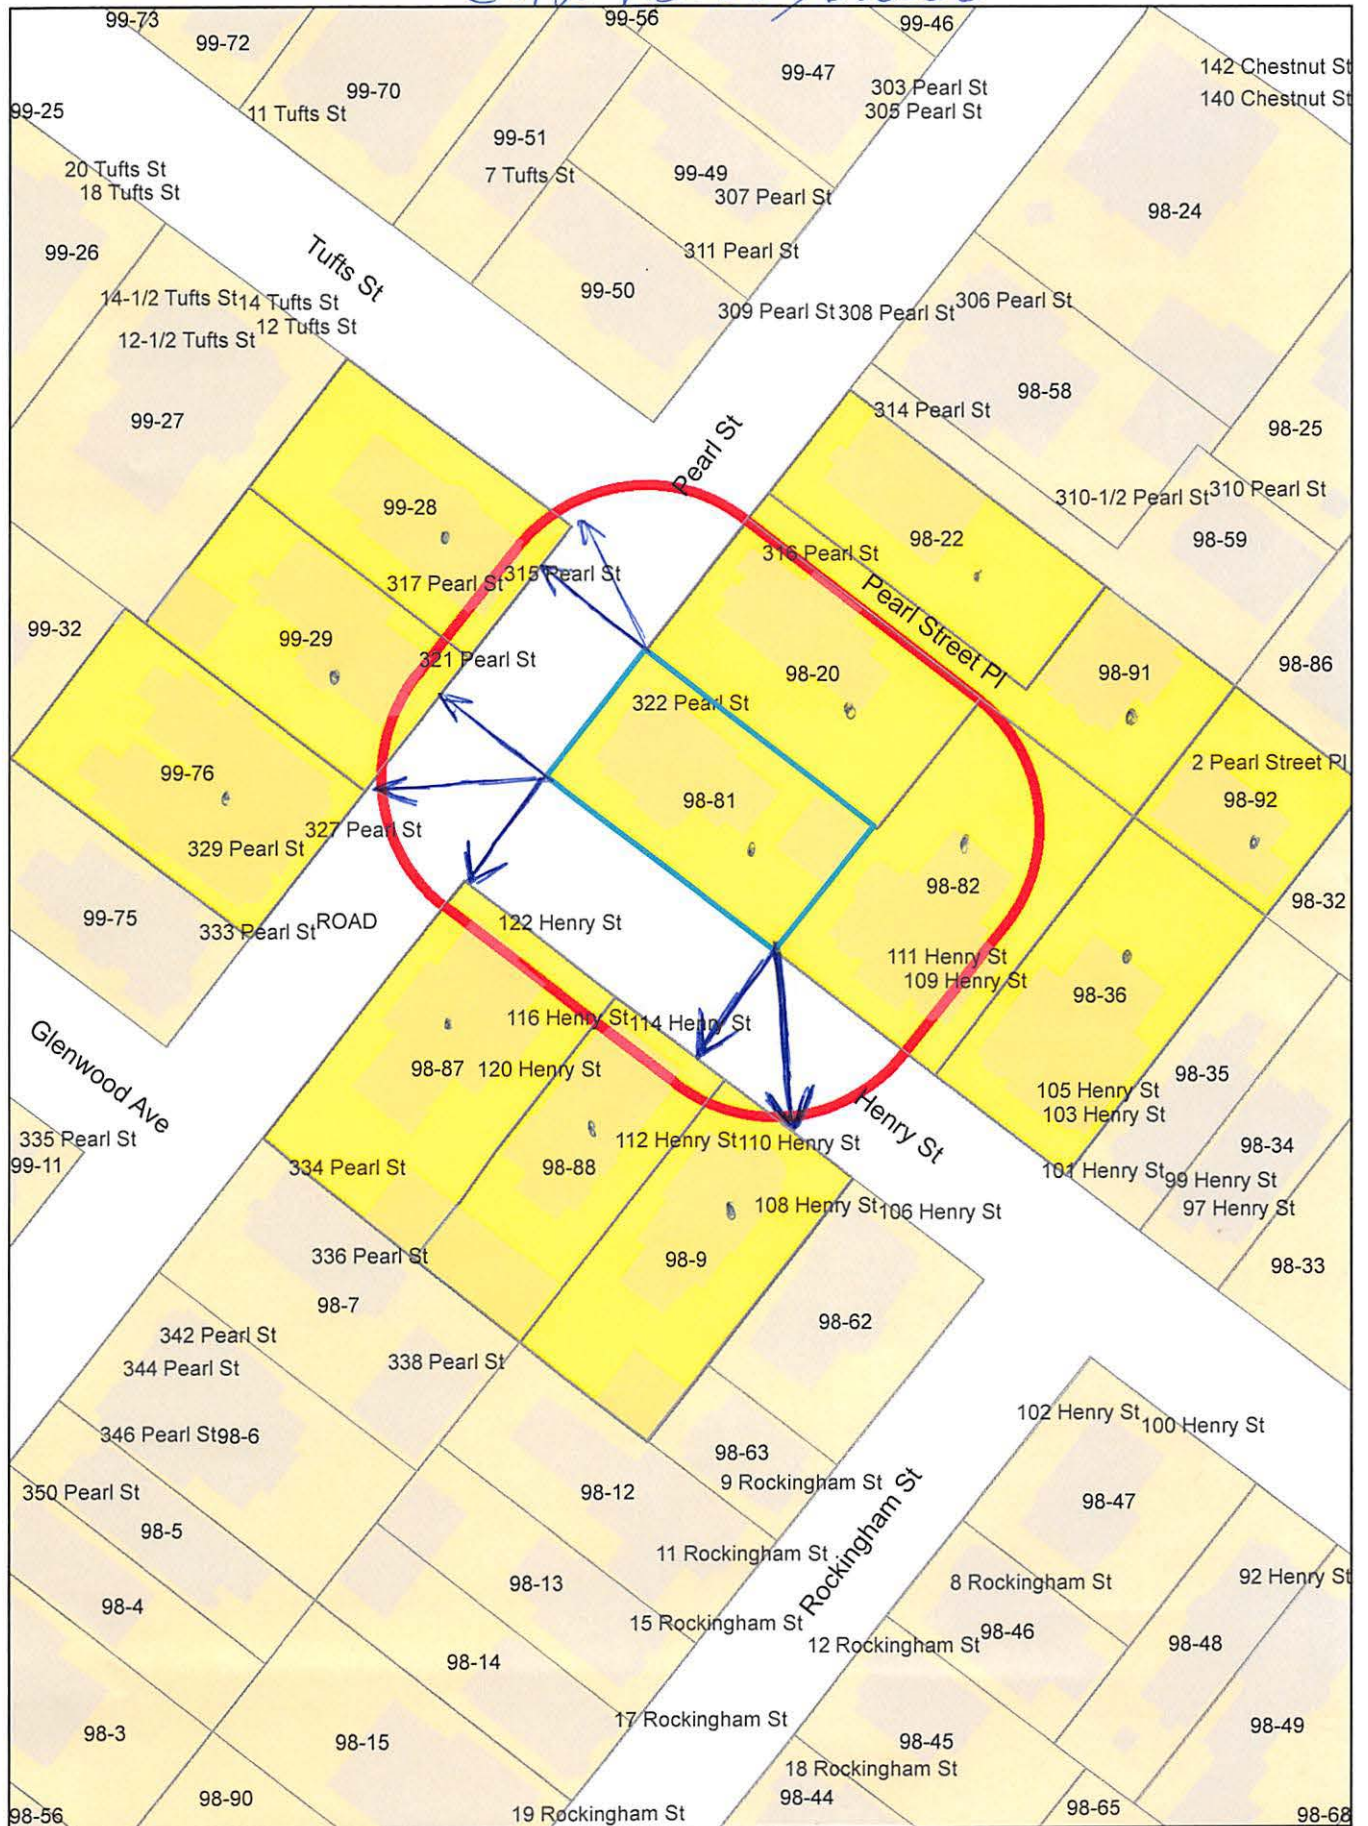 99-73
99-72
99-56
99-46
99-47
142 Chestnut St
140 Chestnut St
99-70
303 Pearl St
305 Pearl St
99-25
11 Tufts St
99-51
7 Tufts St
99-49
307 Pearl St
20 Tufts St
18 Tufts St
98-24
99-26
Tufts St
311 Pearl St
99-50
14-1/2 Tufts St
14 Tufts St
12 Tufts St
12-1/2 Tufts St
309 Pearl St
308 Pearl St
306 Pearl St
99-27
98-58
314 Pearl St
98-25
Pearl St
310-1/2 Pearl St
310 Pearl St
99-28
98-22
98-59
316 Pearl St
317 Pearl St
315 Pearl St
Pearl Street Pl
99-32
99-29
321 Pearl St
98-20
98-91
98-86
322 Pearl St
99-76
98-81
2 Pearl Street Pl
98-92
327 Pearl St
329 Pearl St
98-82
98-32
99-75
333 Pearl St
ROAD
122 Henry St
111 Henry St
109 Henry St
98-36
116 Henry St
114 Henry St
Glenwood Ave
98-87
120 Henry St
Henry St
105 Henry St
103 Henry St
98-35
335 Pearl St
99-11
334 Pearl St
98-88
112 Henry St
110 Henry St
101 Henry St
98-34
99 Henry St
97 Henry St
108 Henry St
106 Henry St
336 Pearl St
98-9
98-33
98-7
98-62
342 Pearl St
344 Pearl St
338 Pearl St
346 Pearl St
98-6
98-63
9 Rockingham St
102 Henry St
100 Henry St
350 Pearl St
98-12
98-47
98-5
11 Rockingham St
Rockingham St
98-13
8 Rockingham St
92 Henry St
98-4
15 Rockingham St
12 Rockingham St
98-46
98-48
98-14
98-3
98-15
17 Rockingham St
98-45
98-49
18 Rockingham St
98-90
98-44
98-56
19 Rockingham St
98-65
98-68